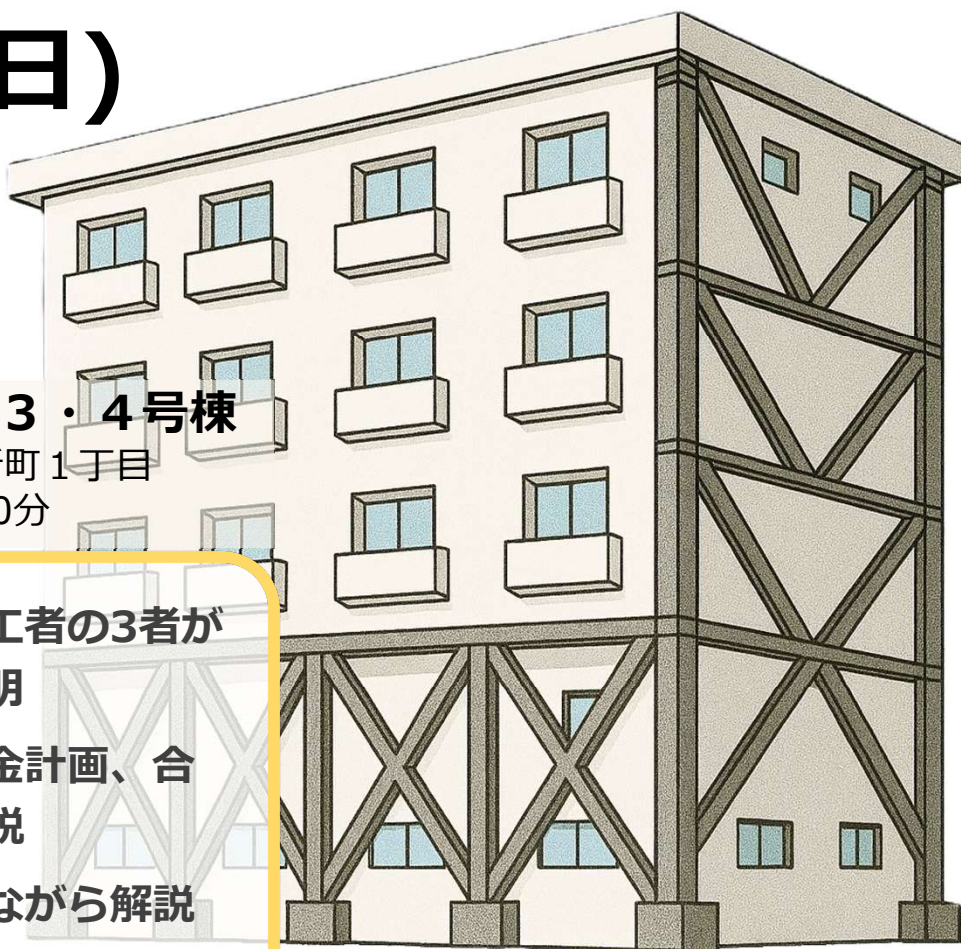 日)
３・４号棟
町１丁目
0分
工者の3者が
明
金計画、合
説
ながら解説